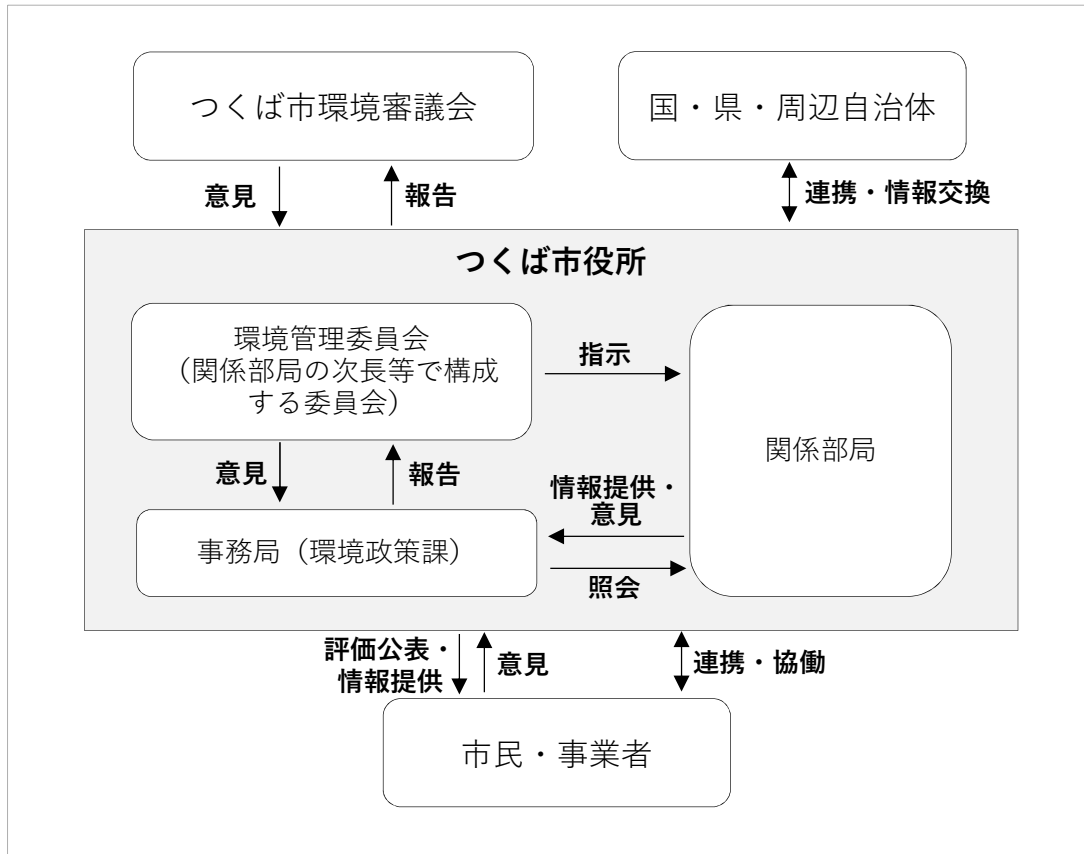 つくば市環境審議会
国・県・周辺自治体
意見
報告
連携・情報交換
つくば市役所
環境管理委員会
（関係部局の次長等で構成
する委員会）
指示
関係部局
意見
報告
情報提供・
意見
事務局（環境政策課）
照会
評価公表・
情報提供
意見
連携・協働
市民・事業者